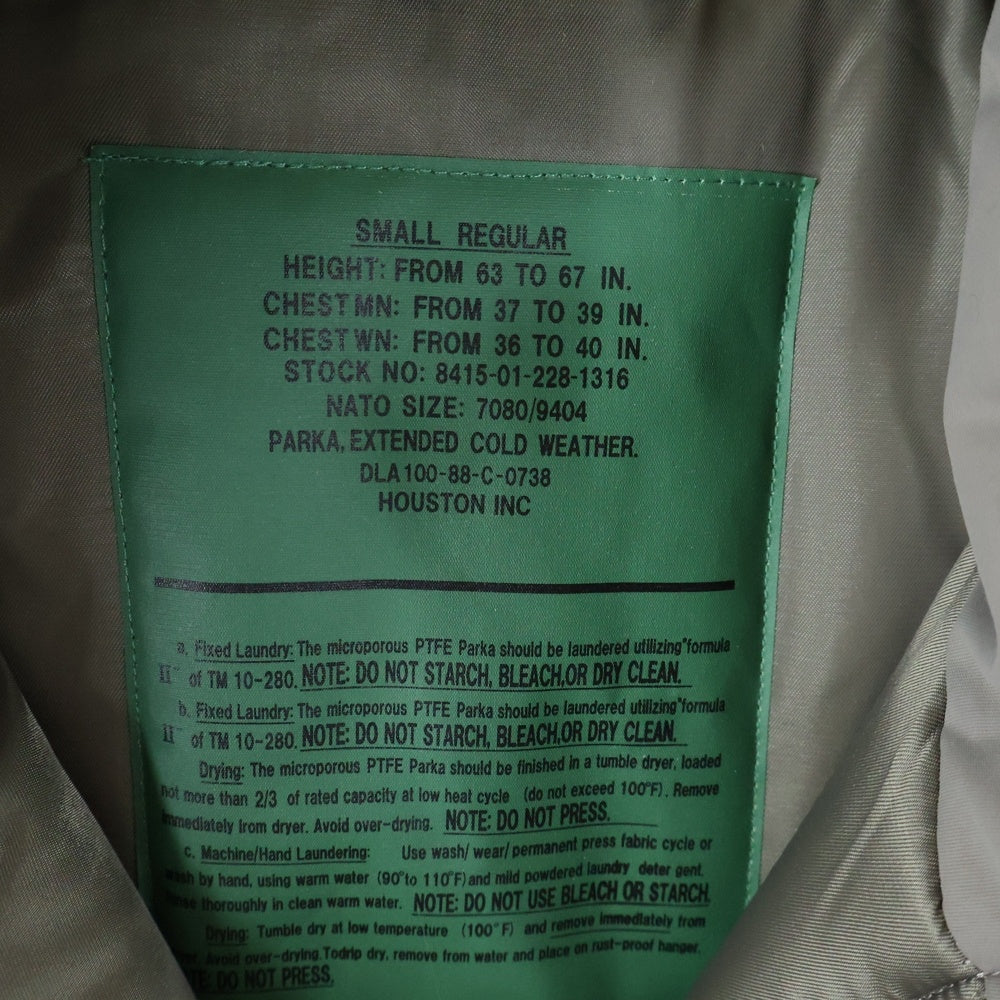 SMALL REGULAR
HEIGHT: FROM 63 TO 67 IN.
CHEST MN: FROM 37 TO 39 IN.
CHEST WN: FROM 36 TO 40 IN.
STOCK NO: 8415-01-228-1316
NATO SIZE: 7080/9404
PARKA, EXTENDED COLD WEATHER.
DLA100-88-C-0738
HOUSTON INC
a. Fixed Laundry: The microporous PTFE Parka should be laundered utilizing "formula
II" of TM 10-280. NOTE: DO NOT STARCH, BLEACH,OR DRY CLEAN.
b. Fixed Laundry: The microporous PTFE Parka should be laundered utilizing "formula
II" of TM 10-280. NOTE: DO NOT STARCH, BLEACH,OR DRY CLEAN.
Drying: The microporous PTFE Parka should be finished in a tumble dryer, loaded
not more than 2/3 of rated capacity at low heat cycle (do not exceed 100°F). Remove
immediately from dryer. Avoid over-drying. NOTE: DO NOT PRESS.
c. Machine/Hand Laundering: Use wash/wear/permanent press fabric cycle or
wash by hand, using warm water (90°to 110°F) and mild powdered laundry deter gent.
thoroughly in clean warm water. NOTE: DO NOT USE BLEACH OR STARCH.
Drying: Tumble dry at low temperature (100°F) and remove immediately from
Avoid over-drying. Todrip dry, remove from water and place on rust-proof hanger.
DO NOT PRESS.